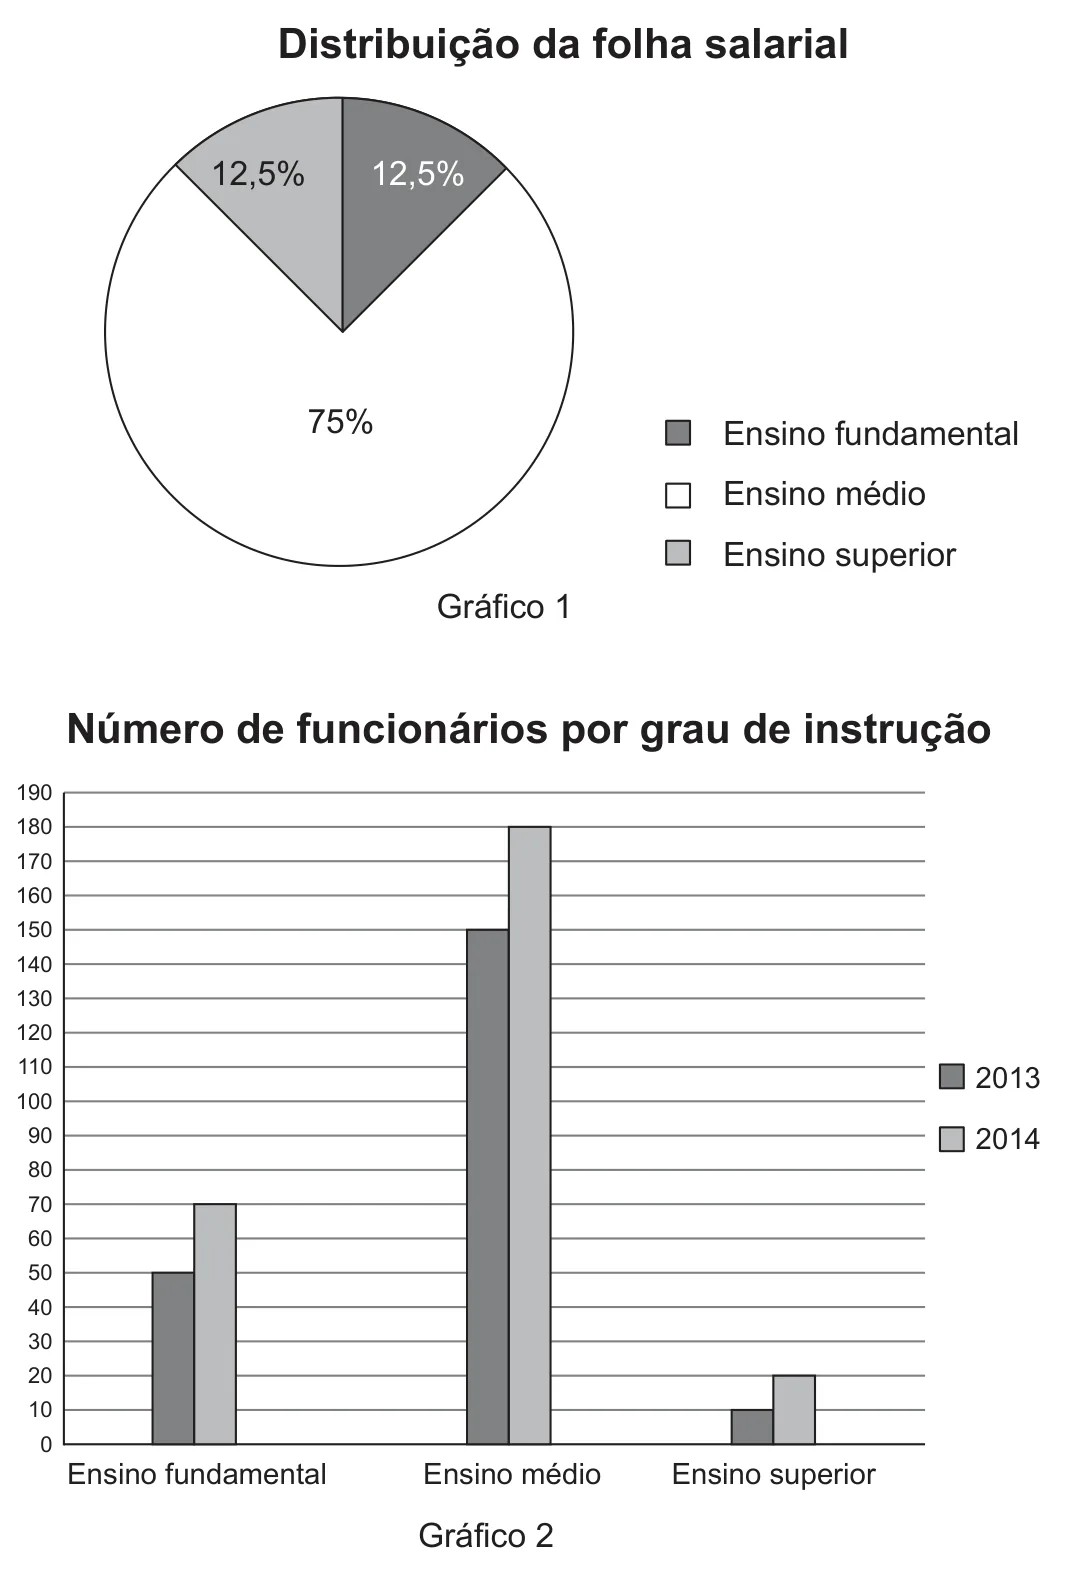 Distribuição da folha salarial
12,5%
12,5%
75%
Ensino fundamental
Ensino médio
Ensino superior
Gráfico 1
Número de funcionários por grau de instrução
190
180
170
160
150
140
130
120
110
100
90
80
70
60
50
40
30
20
10
0
2013
2014
Ensino fundamental
Ensino médio
Ensino superior
Gráfico 2